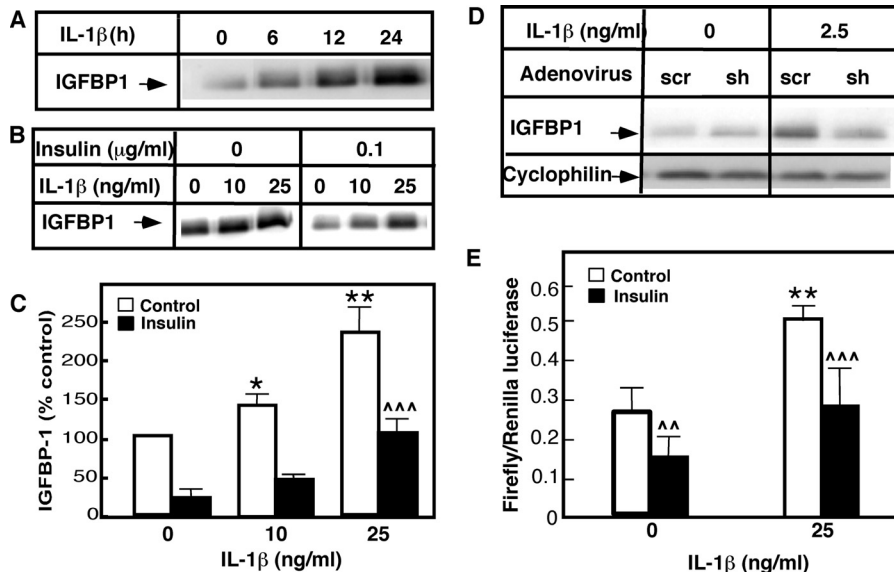 A
IL-1β(h) 0 6 12 24
IGFBP1
B
Insulin (μg/ml) 0 0.1
IL-1β (ng/ml) 0 10 25 0 10 25
IGFBP1
C
Control
Insulin
IGFBP-1 (% control)
250
200
150
100
50
0
*
**
^^^
0 10 25
IL-1β (ng/ml)
D
IL-1β (ng/ml) 0 2.5
Adenovirus scr sh scr sh
IGFBP1
Cyclophilin
E
Control
Insulin
Firefly/Renilla luciferase
0.6
0.5
0.4
0.3
0.2
0.1
0
^^
**
^^^
0 25
IL-1β (ng/ml)